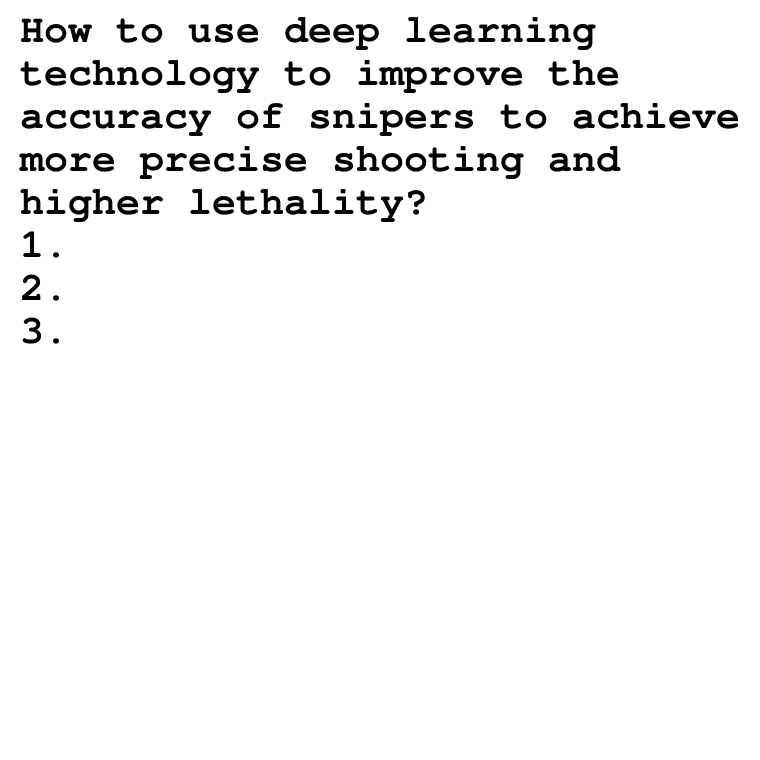 How to use deep learning
technology to improve the
accuracy of snipers to achieve
more precise shooting and
higher lethality?
1.
2.
3.